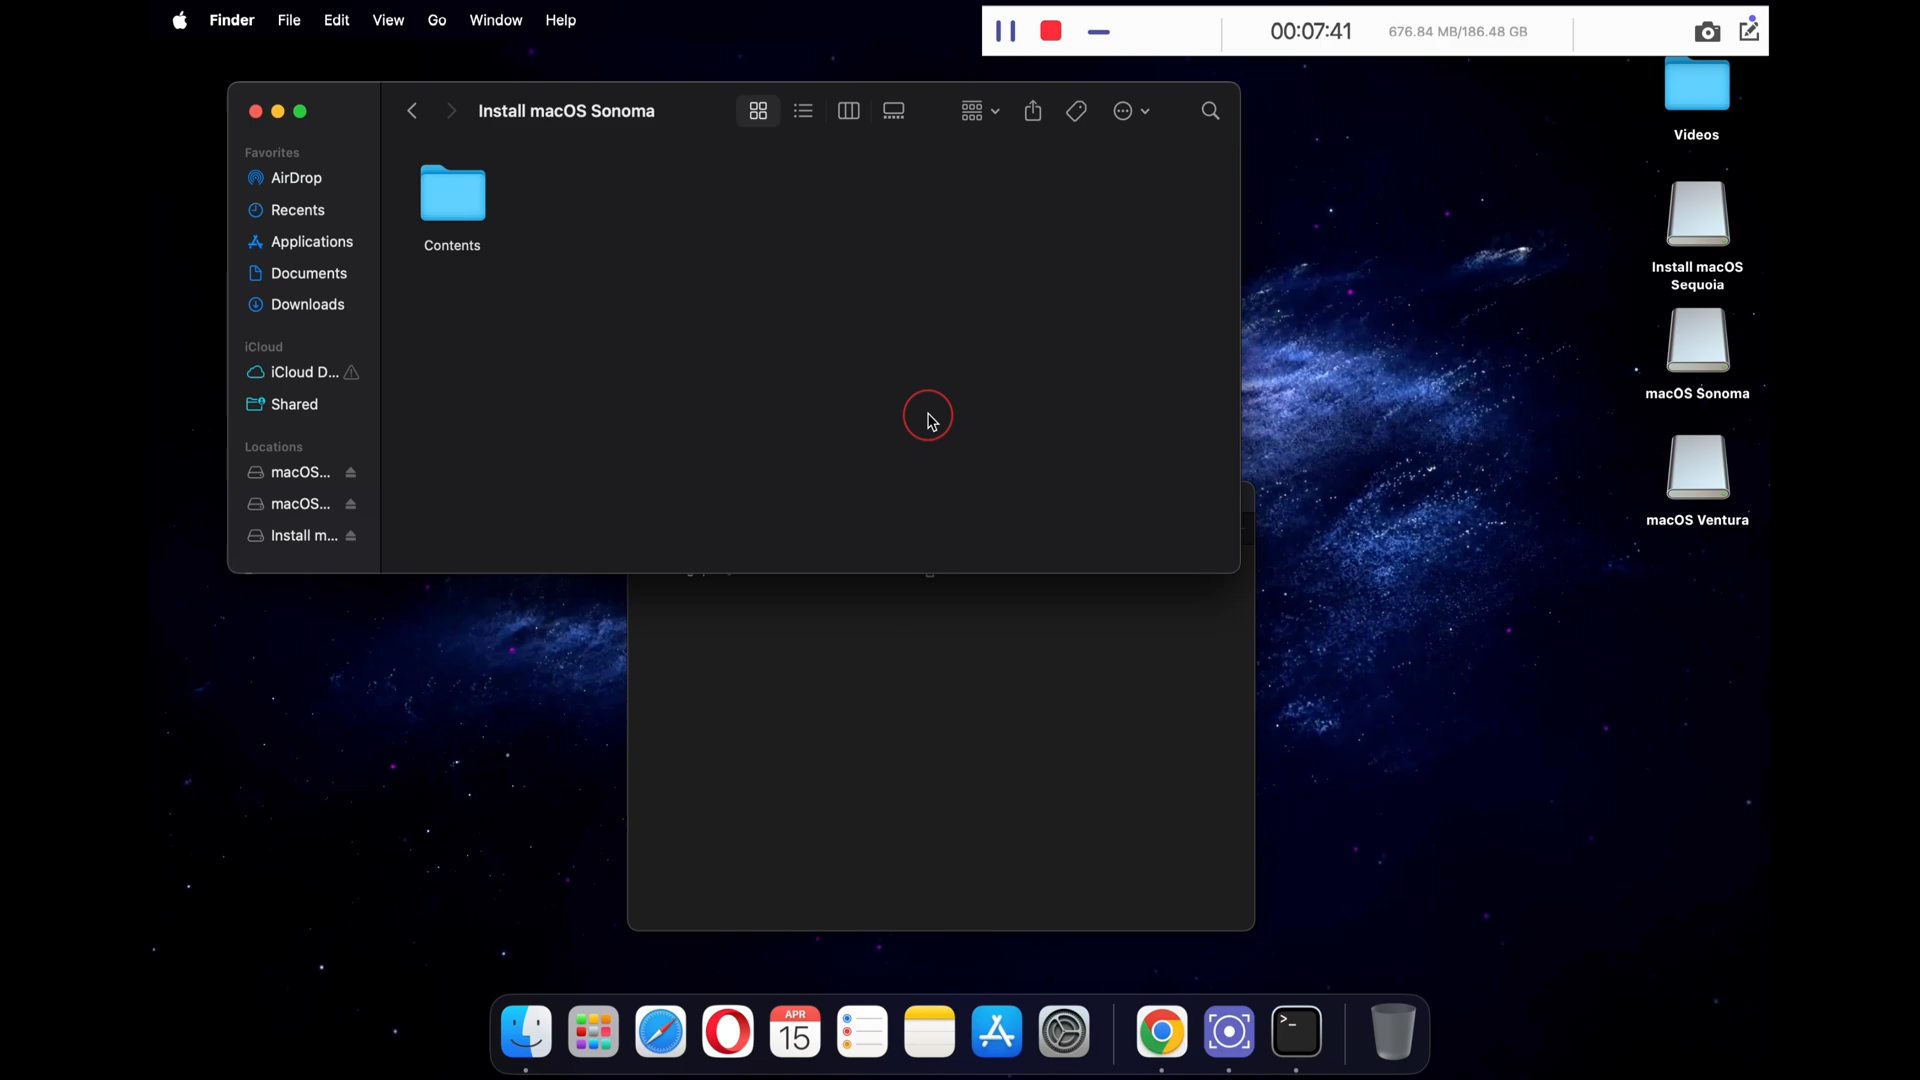 Finder File Edit View Go Window Help
00:07:41 676.84 MB/186.48 GB
Install macOS Sonoma
Favorites
AirDrop
Recents
Applications
Documents
Downloads
iCloud
iCloud D...
Shared
Locations
macOS...
macOS...
Install m...
Contents
Videos
Install macOS
Sequoia
macOS Sonoma
macOS Ventura
APR
15
>_